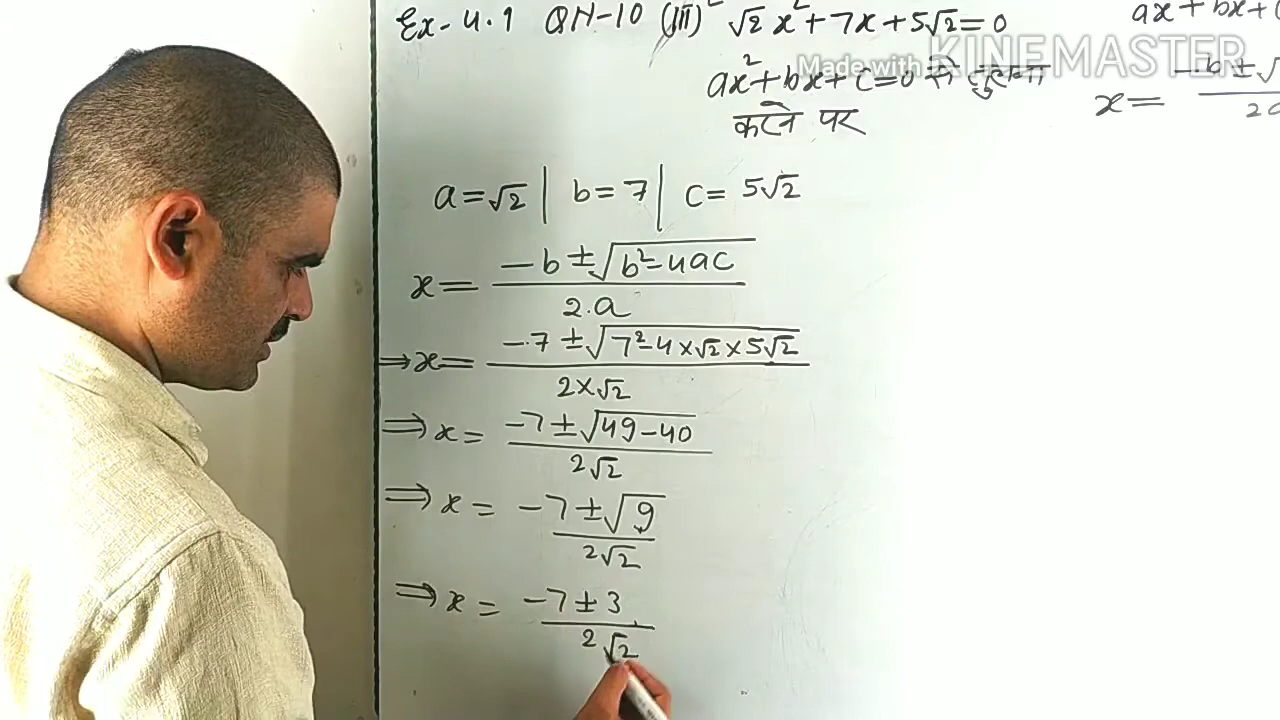 Ex-4.1 QN-10 (III) √2 x² + 7x + 5√2 = 0
ax² + bx + c = 0 से तुलना
करने पर
ax + bx +
x = -b ± √
Made with KINEMASTER
a = √2 | b = 7 | c = 5√2
x = (-b ± √(b² - 4ac)) / 2.a
⇒ x = (-7 ± √(7² - 4 × √2 × 5√2)) / 2 × √2
⇒ x = (-7 ± √(49 - 40)) / 2√2
⇒ x = (-7 ± √9) / 2√2
⇒ x = (-7 ± 3) / 2√2